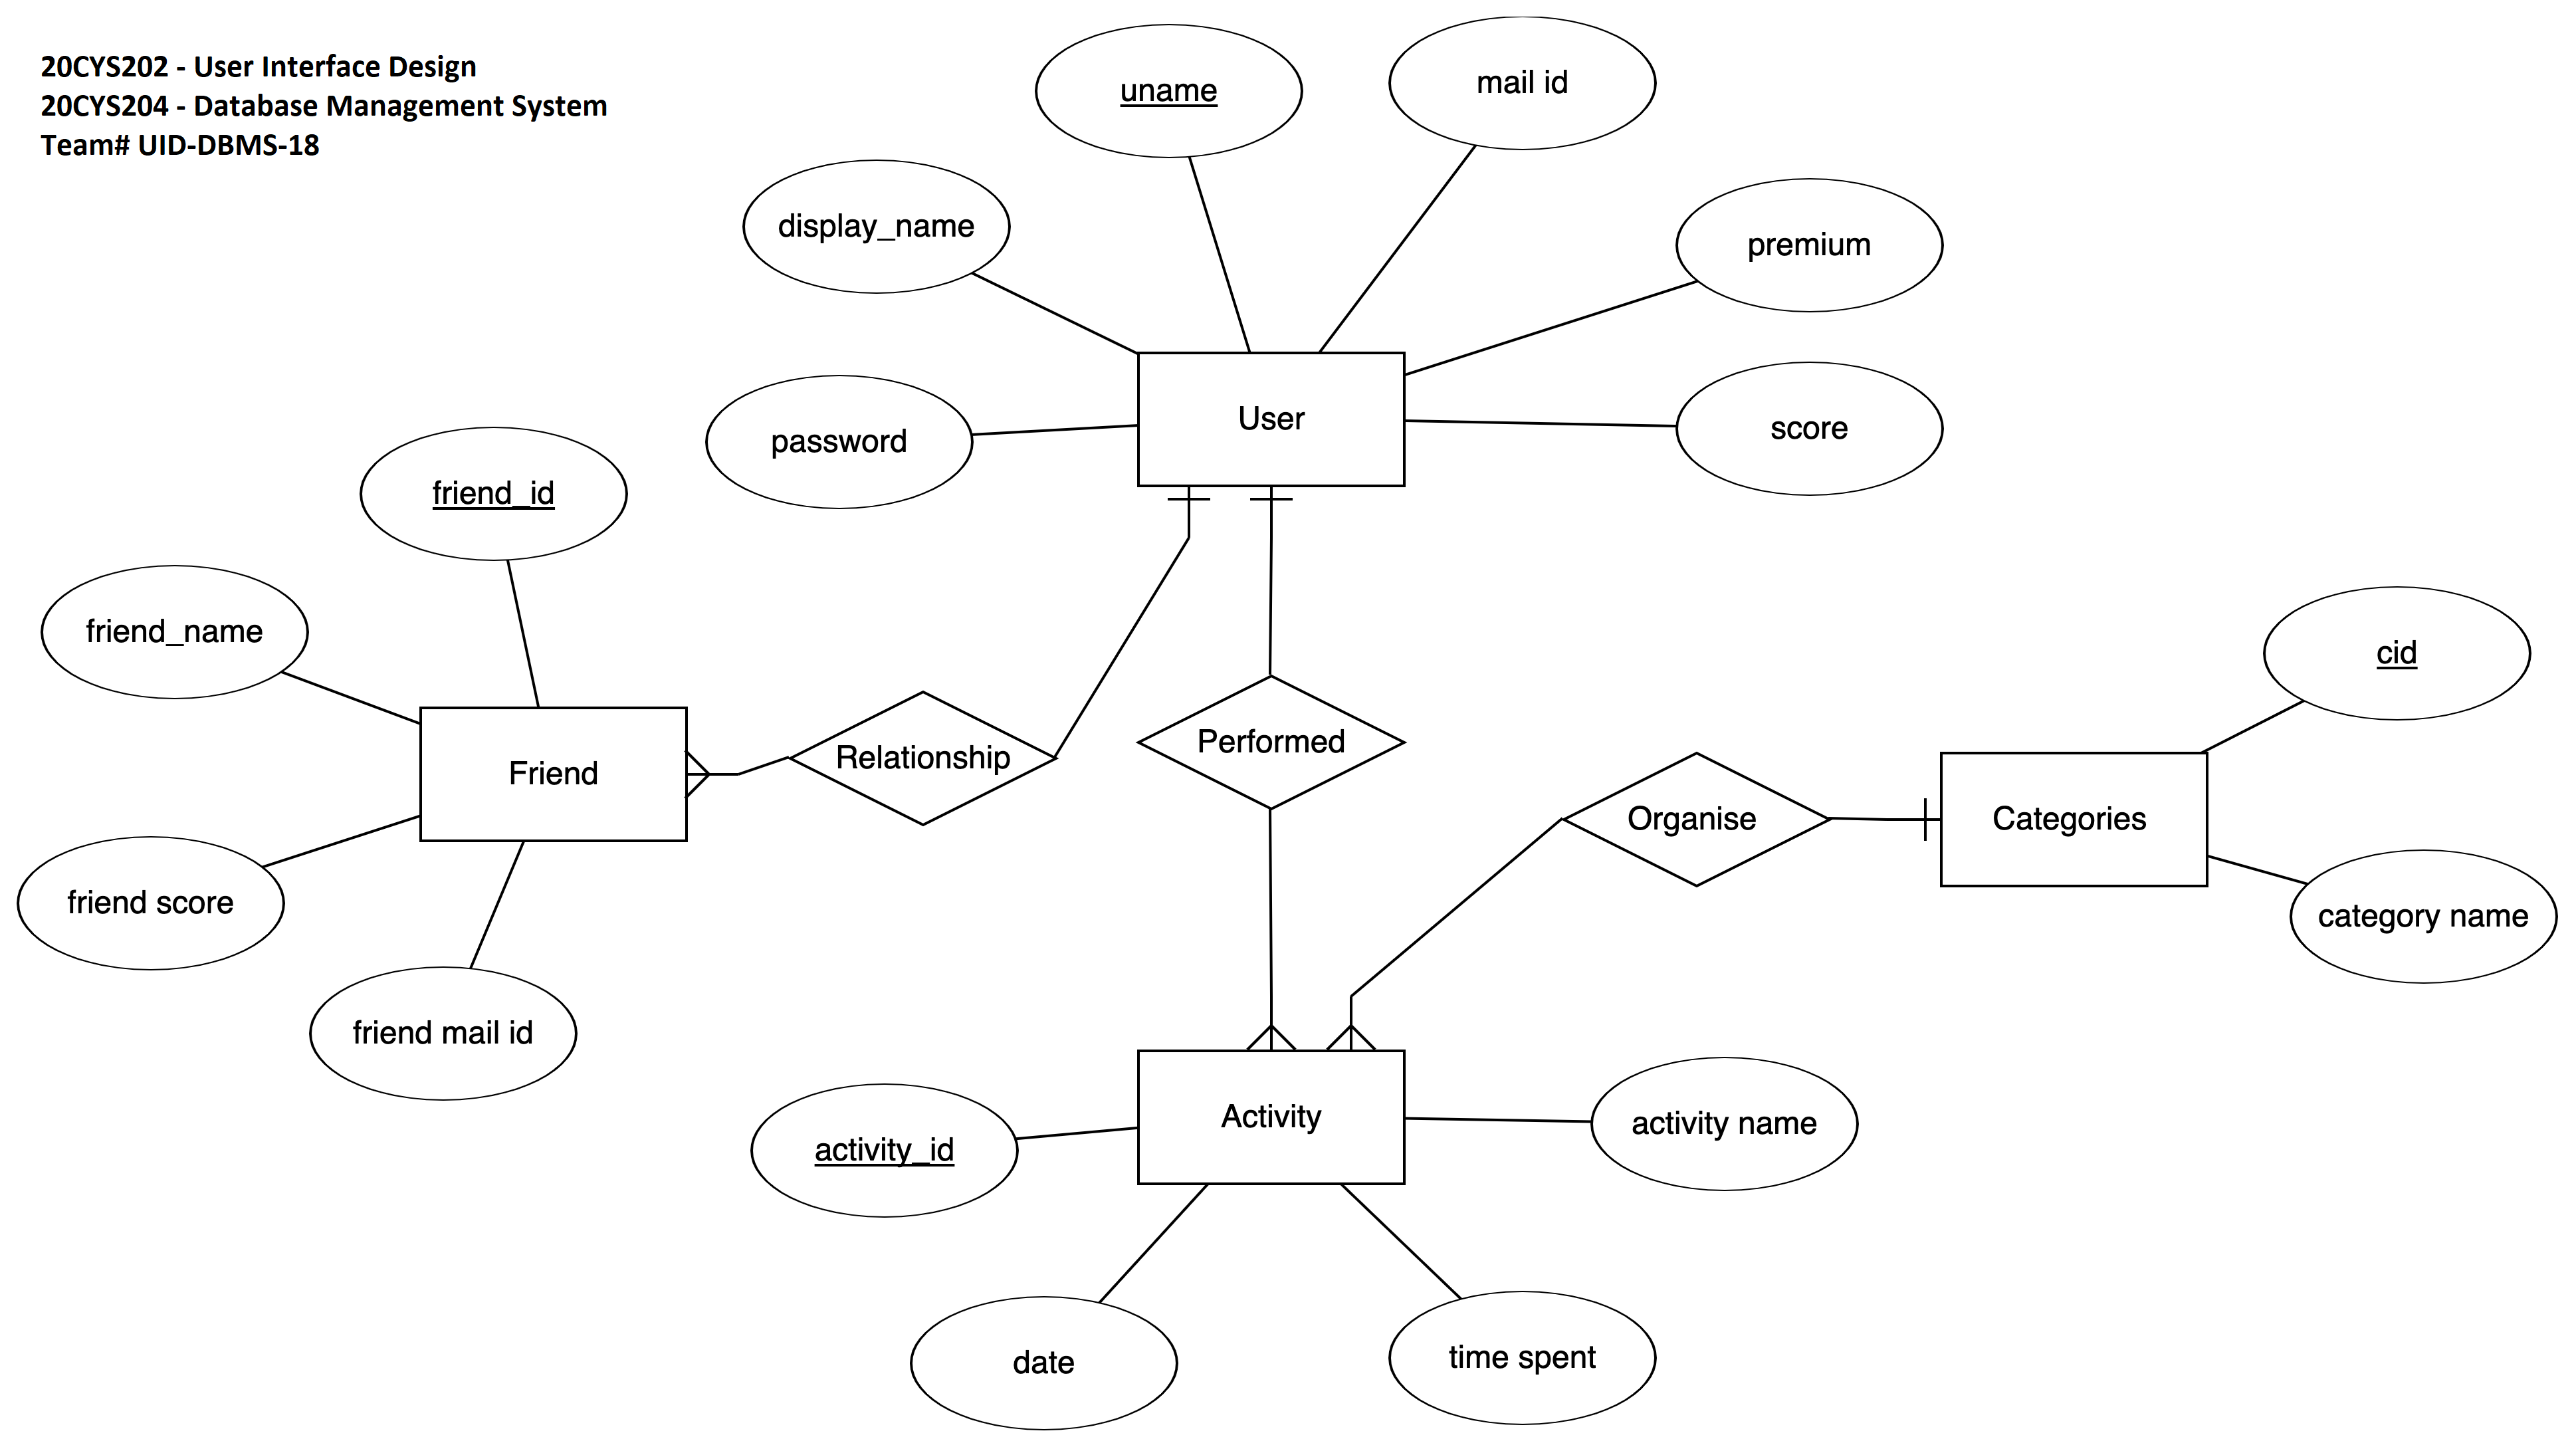 20CYS202 - User Interface Design
20CYS204 - Database Management System
Team# UID-DBMS-18
uname
mail id
display_name
premium
password
User
score
friend_id
friend_name
cid
Friend
Relationship
Performed
Organise
Categories
friend score
category name
friend mail id
activity_id
Activity
activity name
date
time spent